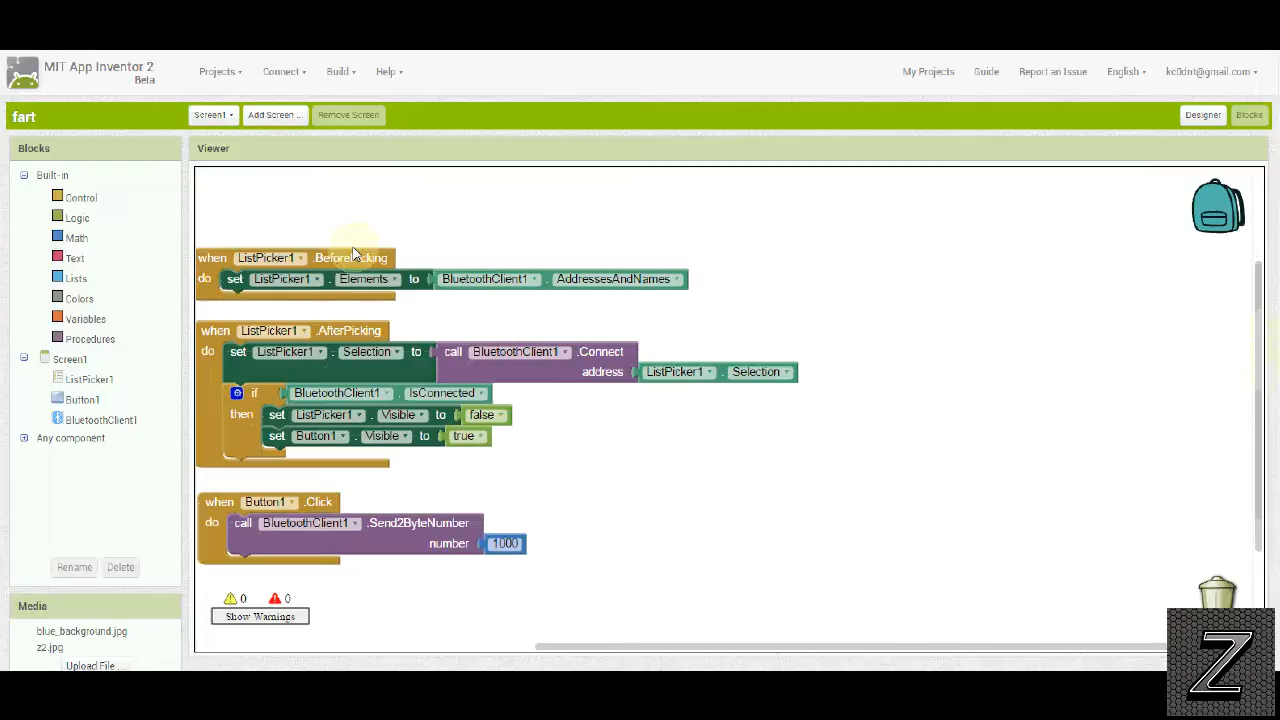 MIT App Inventor 2
Beta
Projects
Connect
Build
Help
My Projects
Guide
Report an Issue
English
kc0dnt@gmail.com
fart
Screen1
Add Screen ...
Remove Screen
Designer
Blocks
Blocks
Viewer
Built-in
Control
Logic
Math
Text
Lists
Colors
Variables
Procedures
Screen1
ListPicker1
Button1
BluetoothClient1
Any component
Rename
Delete
Media
blue_background.jpg
z2.jpg
Upload File ...
when ListPicker1 .BeforePicking
do set ListPicker1 . Elements to BluetoothClient1 . AddressesAndNames
when ListPicker1 .AfterPicking
do set ListPicker1 . Selection to call BluetoothClient1 .Connect
address ListPicker1 . Selection
if BluetoothClient1 . IsConnected
then set ListPicker1 . Visible to false
set Button1 . Visible to true
when Button1 .Click
do call BluetoothClient1 .Send2ByteNumber
number 1000
0 0
Show Warnings
Z